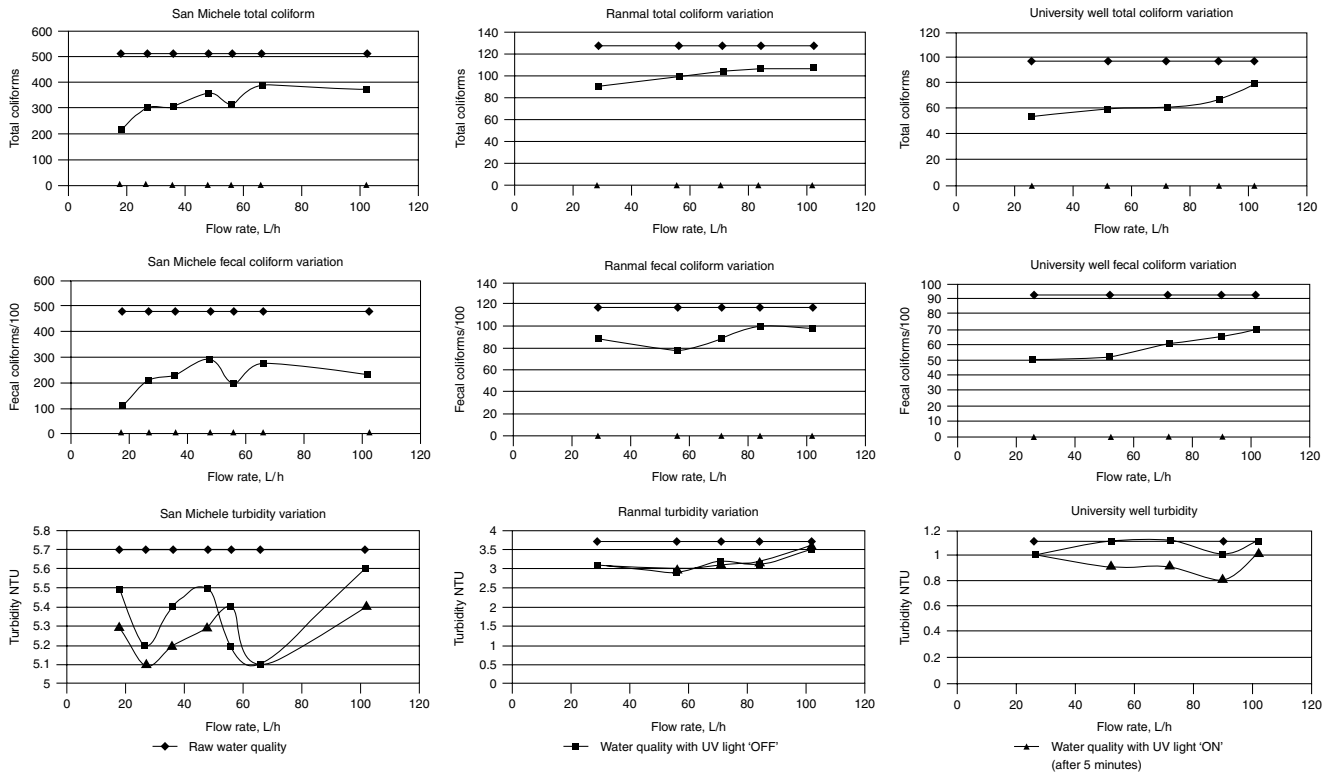 San Michele total coliform
Total coliforms
600
500
400
300
200
100
0
0 20 40 60 80 100 120
Flow rate, L/h
Ranmal total coliform variation
Total coliforms
140
120
100
80
60
40
20
0
0 20 40 60 80 100 120
Flow rate, L/h
University well total coliform variation
Total coliforms
120
100
80
60
40
20
0
0 20 40 60 80 100 120
Flow rate, L/h
San Michele fecal coliform variation
Fecal coliforms/100
600
500
400
300
200
100
0
0 20 40 60 80 100 120
Flow rate, L/h
Ranmal fecal coliform variation
Fecal coliforms/100
140
120
100
80
60
40
20
0
0 20 40 60 80 100 120
Flow rate, L/h
University well fecal coliform variation
Fecal coliforms/100
100
90
80
70
60
50
40
30
20
10
0
0 20 40 60 80 100 120
Flow rate, L/h
San Michele turbidity variation
Turbidity NTU
5.8
5.7
5.6
5.5
5.4
5.3
5.2
5.1
5
0 20 40 60 80 100 120
Flow rate, L/h
Ranmal turbidity variation
Turbidity NTU
4
3.5
3
2.5
2
1.5
1
0.5
0
0 20 40 60 80 100 120
Flow rate, L/h
University well turbidity
Turbidity NTU
1.2
1
0.8
0.6
0.4
0.2
0
0 20 40 60 80 100 120
Flow rate, L/h
Raw water quality
Water quality with UV light ‘OFF’
Water quality with UV light ‘ON’
(after 5 minutes)